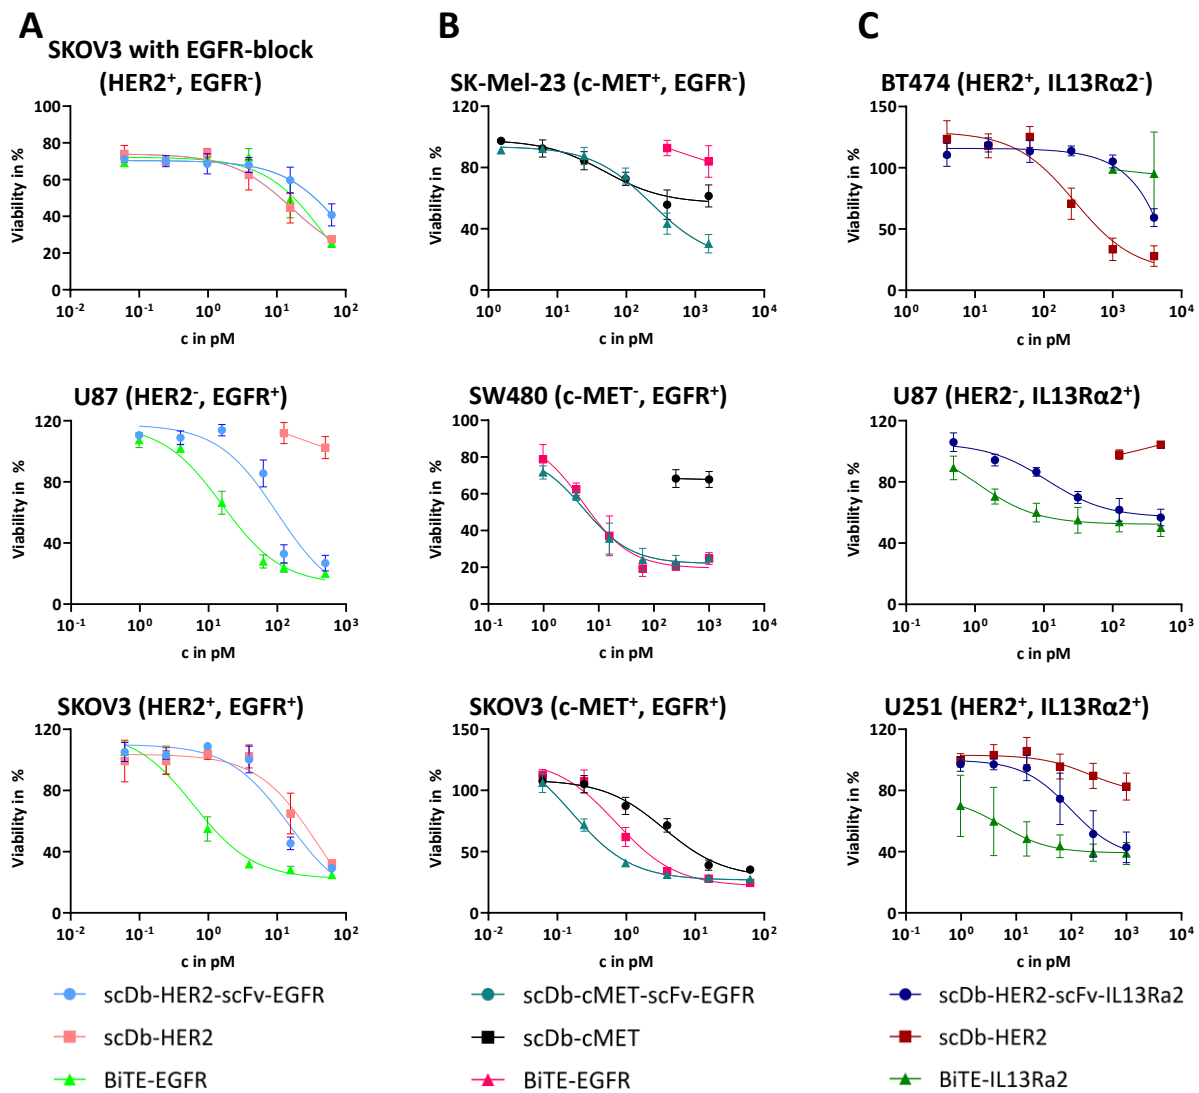 A
SKOV3 with EGFR-block
(HER2⁺, EGFR⁻)
Viability in %
100
80
60
40
20
0
10⁻² 10⁻¹ 10⁰ 10¹ 10²
c in pM
U87 (HER2⁻, EGFR⁺)
Viability in %
120
80
40
0
10⁻¹ 10⁰ 10¹ 10² 10³
c in pM
SKOV3 (HER2⁺, EGFR⁺)
Viability in %
120
80
40
0
10⁻² 10⁻¹ 10⁰ 10¹ 10²
c in pM
scDb-HER2-scFv-EGFR
scDb-HER2
BiTE-EGFR
B
SK-Mel-23 (c-MET⁺, EGFR⁻)
Viability in %
120
80
40
0
10⁰ 10¹ 10² 10³ 10⁴
c in pM
SW480 (c-MET⁻, EGFR⁺)
Viability in %
100
80
60
40
20
0
10⁻¹ 10⁰ 10¹ 10² 10³ 10⁴
c in pM
SKOV3 (c-MET⁺, EGFR⁺)
Viability in %
150
100
50
0
10⁻² 10⁻¹ 10⁰ 10¹ 10²
c in pM
scDb-cMET-scFv-EGFR
scDb-cMET
BiTE-EGFR
C
BT474 (HER2⁺, IL13Rα2⁻)
Viability in %
150
100
50
0
10⁰ 10¹ 10² 10³ 10⁴
c in pM
U87 (HER2⁻, IL13Rα2⁺)
Viability in %
120
80
40
0
10⁻¹ 10⁰ 10¹ 10² 10³
c in pM
U251 (HER2⁺, IL13Rα2⁺)
Viability in %
120
80
40
0
10⁻¹ 10⁰ 10¹ 10² 10³ 10⁴
c in pM
scDb-HER2-scFv-IL13Ra2
scDb-HER2
BiTE-IL13Ra2